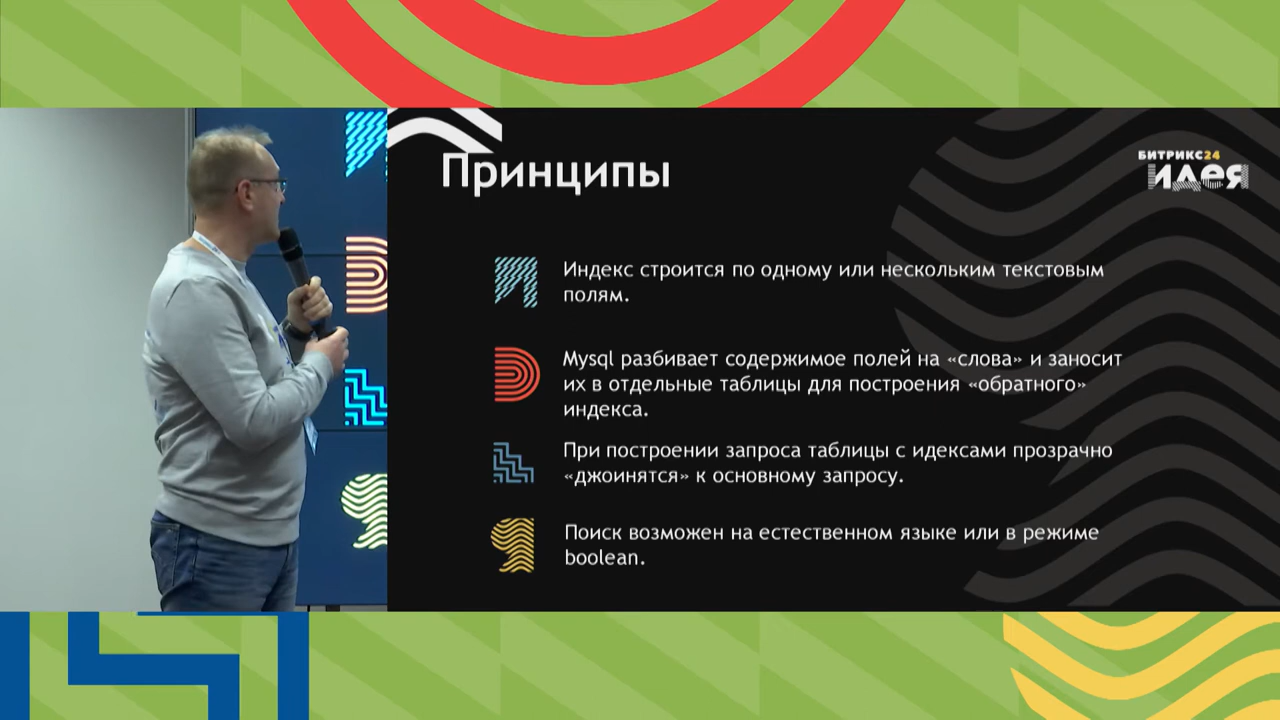 Принципы
БИТРИКС24
идея
Индекс строится по одному или нескольким текстовым
полям.
Mysql разбивает содержимое полей на «слова» и заносит
их в отдельные таблицы для построения «обратного»
индекса.
При построении запроса таблицы с идексами прозрачно
«джоинятся» к основному запросу.
Поиск возможен на естественном языке или в режиме
boolean.